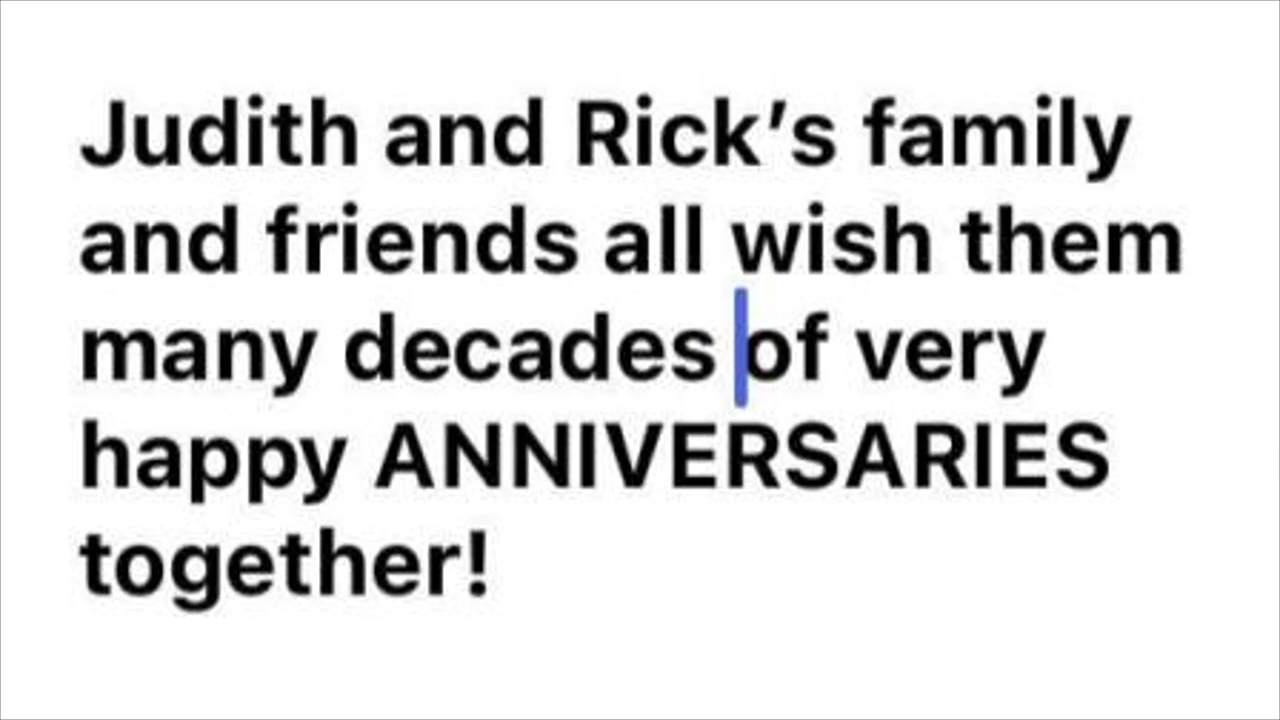 Judith and Rick’s family
and friends all wish them
many decades of very
happy ANNIVERSARIES
together!